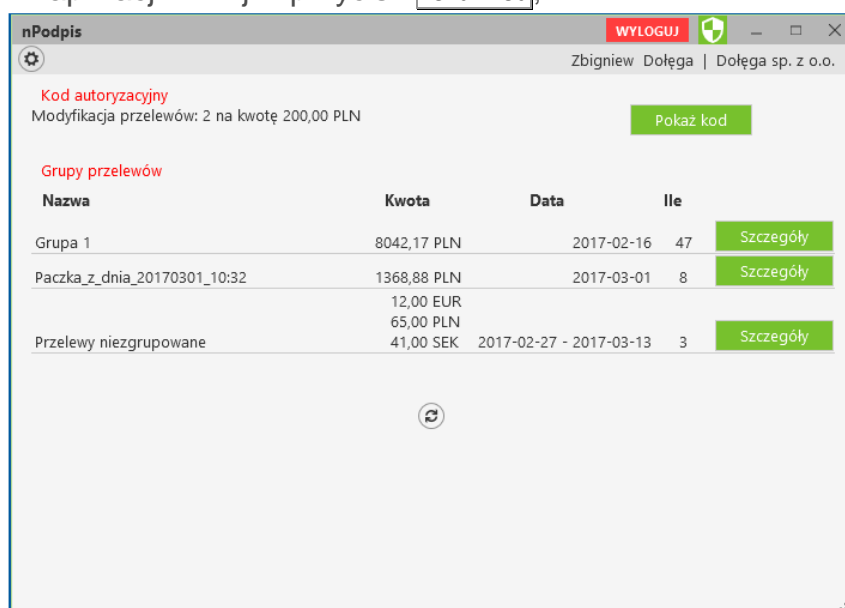 nPodpis WYLOGUJ
Zbigniew Dołęga | Dołęga sp. z o.o.
Kod autoryzacyjny
Modyfikacja przelewów: 2 na kwotę 200,00 PLN
Pokaż kod
Grupy przelewów
Nazwa Kwota Data Ile
Grupa 1 8042,17 PLN 2017-02-16 47 Szczegóły
Paczka_z_dnia_20170301_10:32 1368,88 PLN 2017-03-01 8 Szczegóły
12,00 EUR
65,00 PLN
Przelewy niezgrupowane 41,00 SEK 2017-02-27 - 2017-03-13 3 Szczegóły